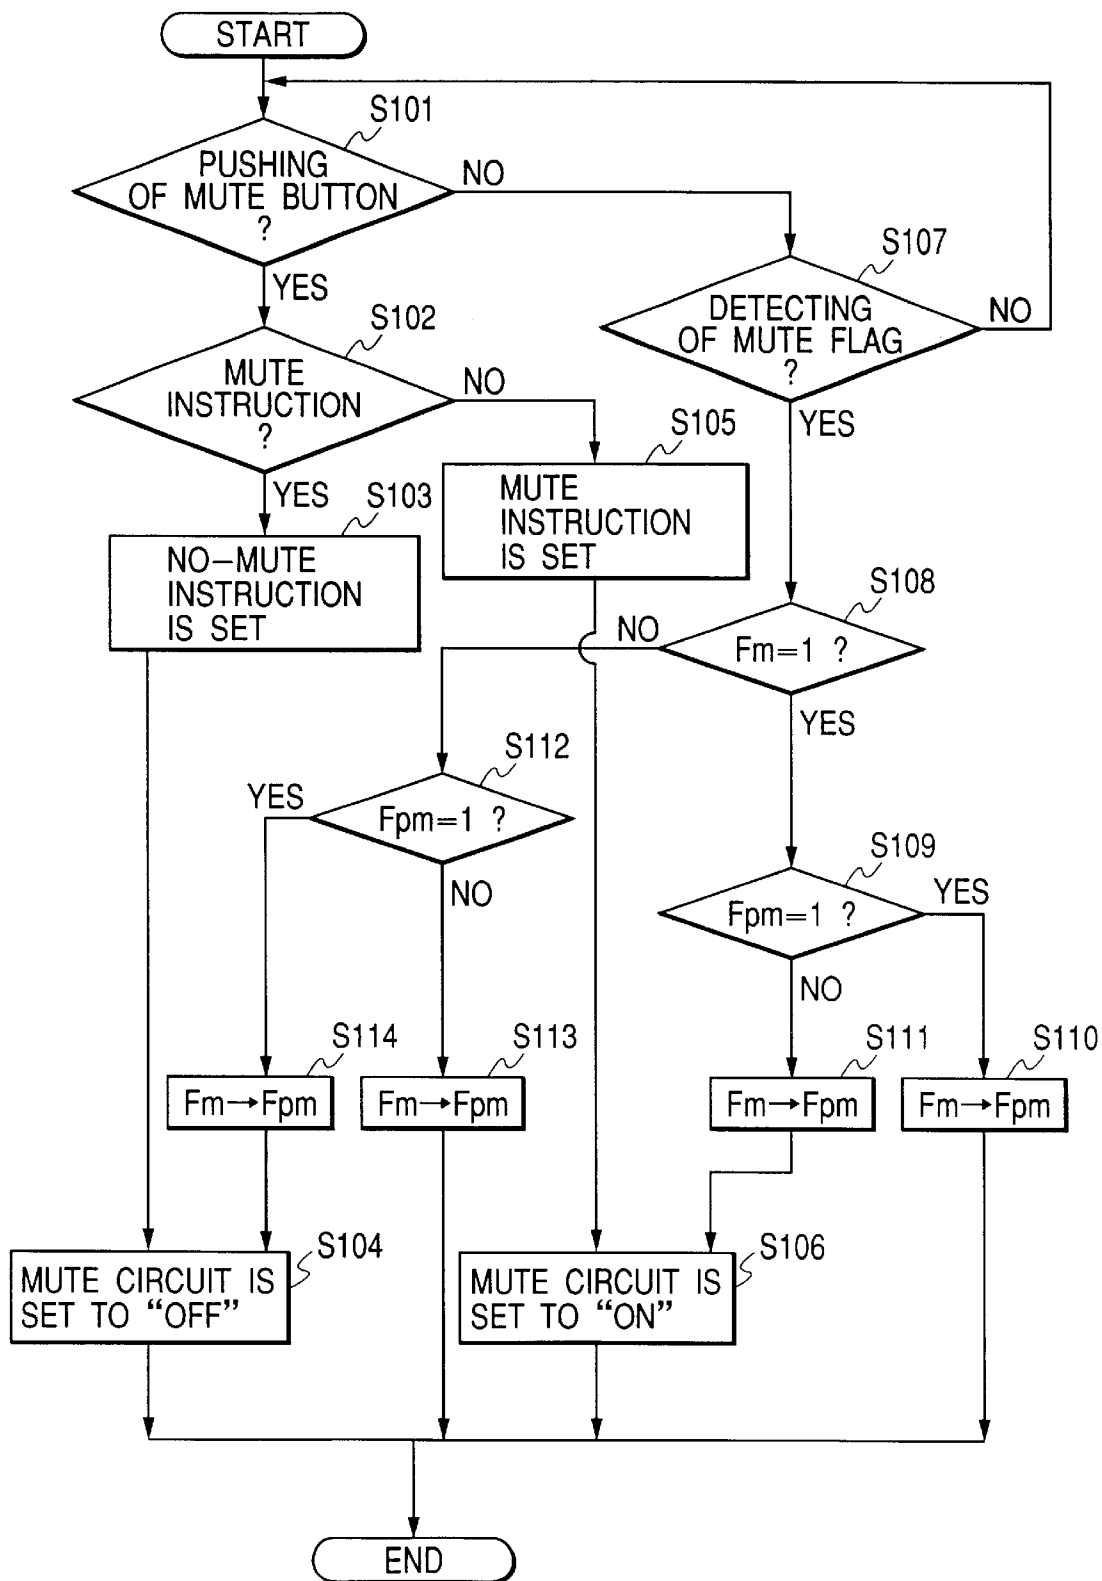 START
S101
PUSHING
OF MUTE BUTTON
?
NO
YES
S107
DETECTING
OF MUTE FLAG
?
NO
YES
S102
MUTE
INSTRUCTION
?
NO
YES
S105
MUTE
INSTRUCTION
IS SET
S103
NO-MUTE
INSTRUCTION
IS SET
S108
Fm=1 ?
NO
YES
S112
Fpm=1 ?
YES
NO
S109
Fpm=1 ?
YES
NO
S114
Fm→Fpm
S113
Fm→Fpm
S111
Fm→Fpm
S110
Fm→Fpm
S104
MUTE CIRCUIT IS
SET TO “OFF”
S106
MUTE CIRCUIT IS
SET TO “ON”
END